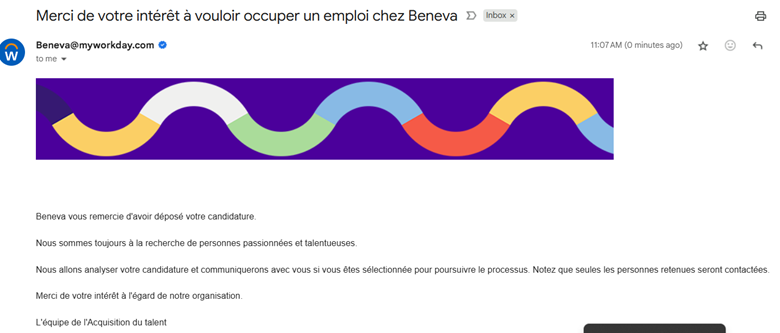 Merci de votre intérêt à vouloir occuper un emploi chez Beneva Inbox ×
Beneva@myworkday.com 11:07 AM (0 minutes ago)
to me
W
Beneva vous remercie d'avoir déposé votre candidature.
Nous sommes toujours à la recherche de personnes passionnées et talentueuses.
Nous allons analyser votre candidature et communiquerons avec vous si vous êtes sélectionnée pour poursuivre le processus. Notez que seules les personnes retenues seront contactées.
Merci de votre intérêt à l'égard de notre organisation.
L'équipe de l'Acquisition du talent